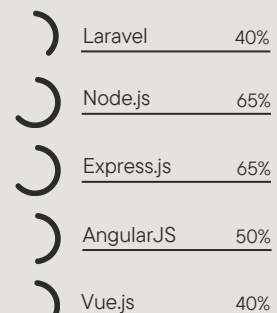 Laravel 40%
Node.js 65%
Express.js 65%
AngularJS 50%
Vue.js 40%